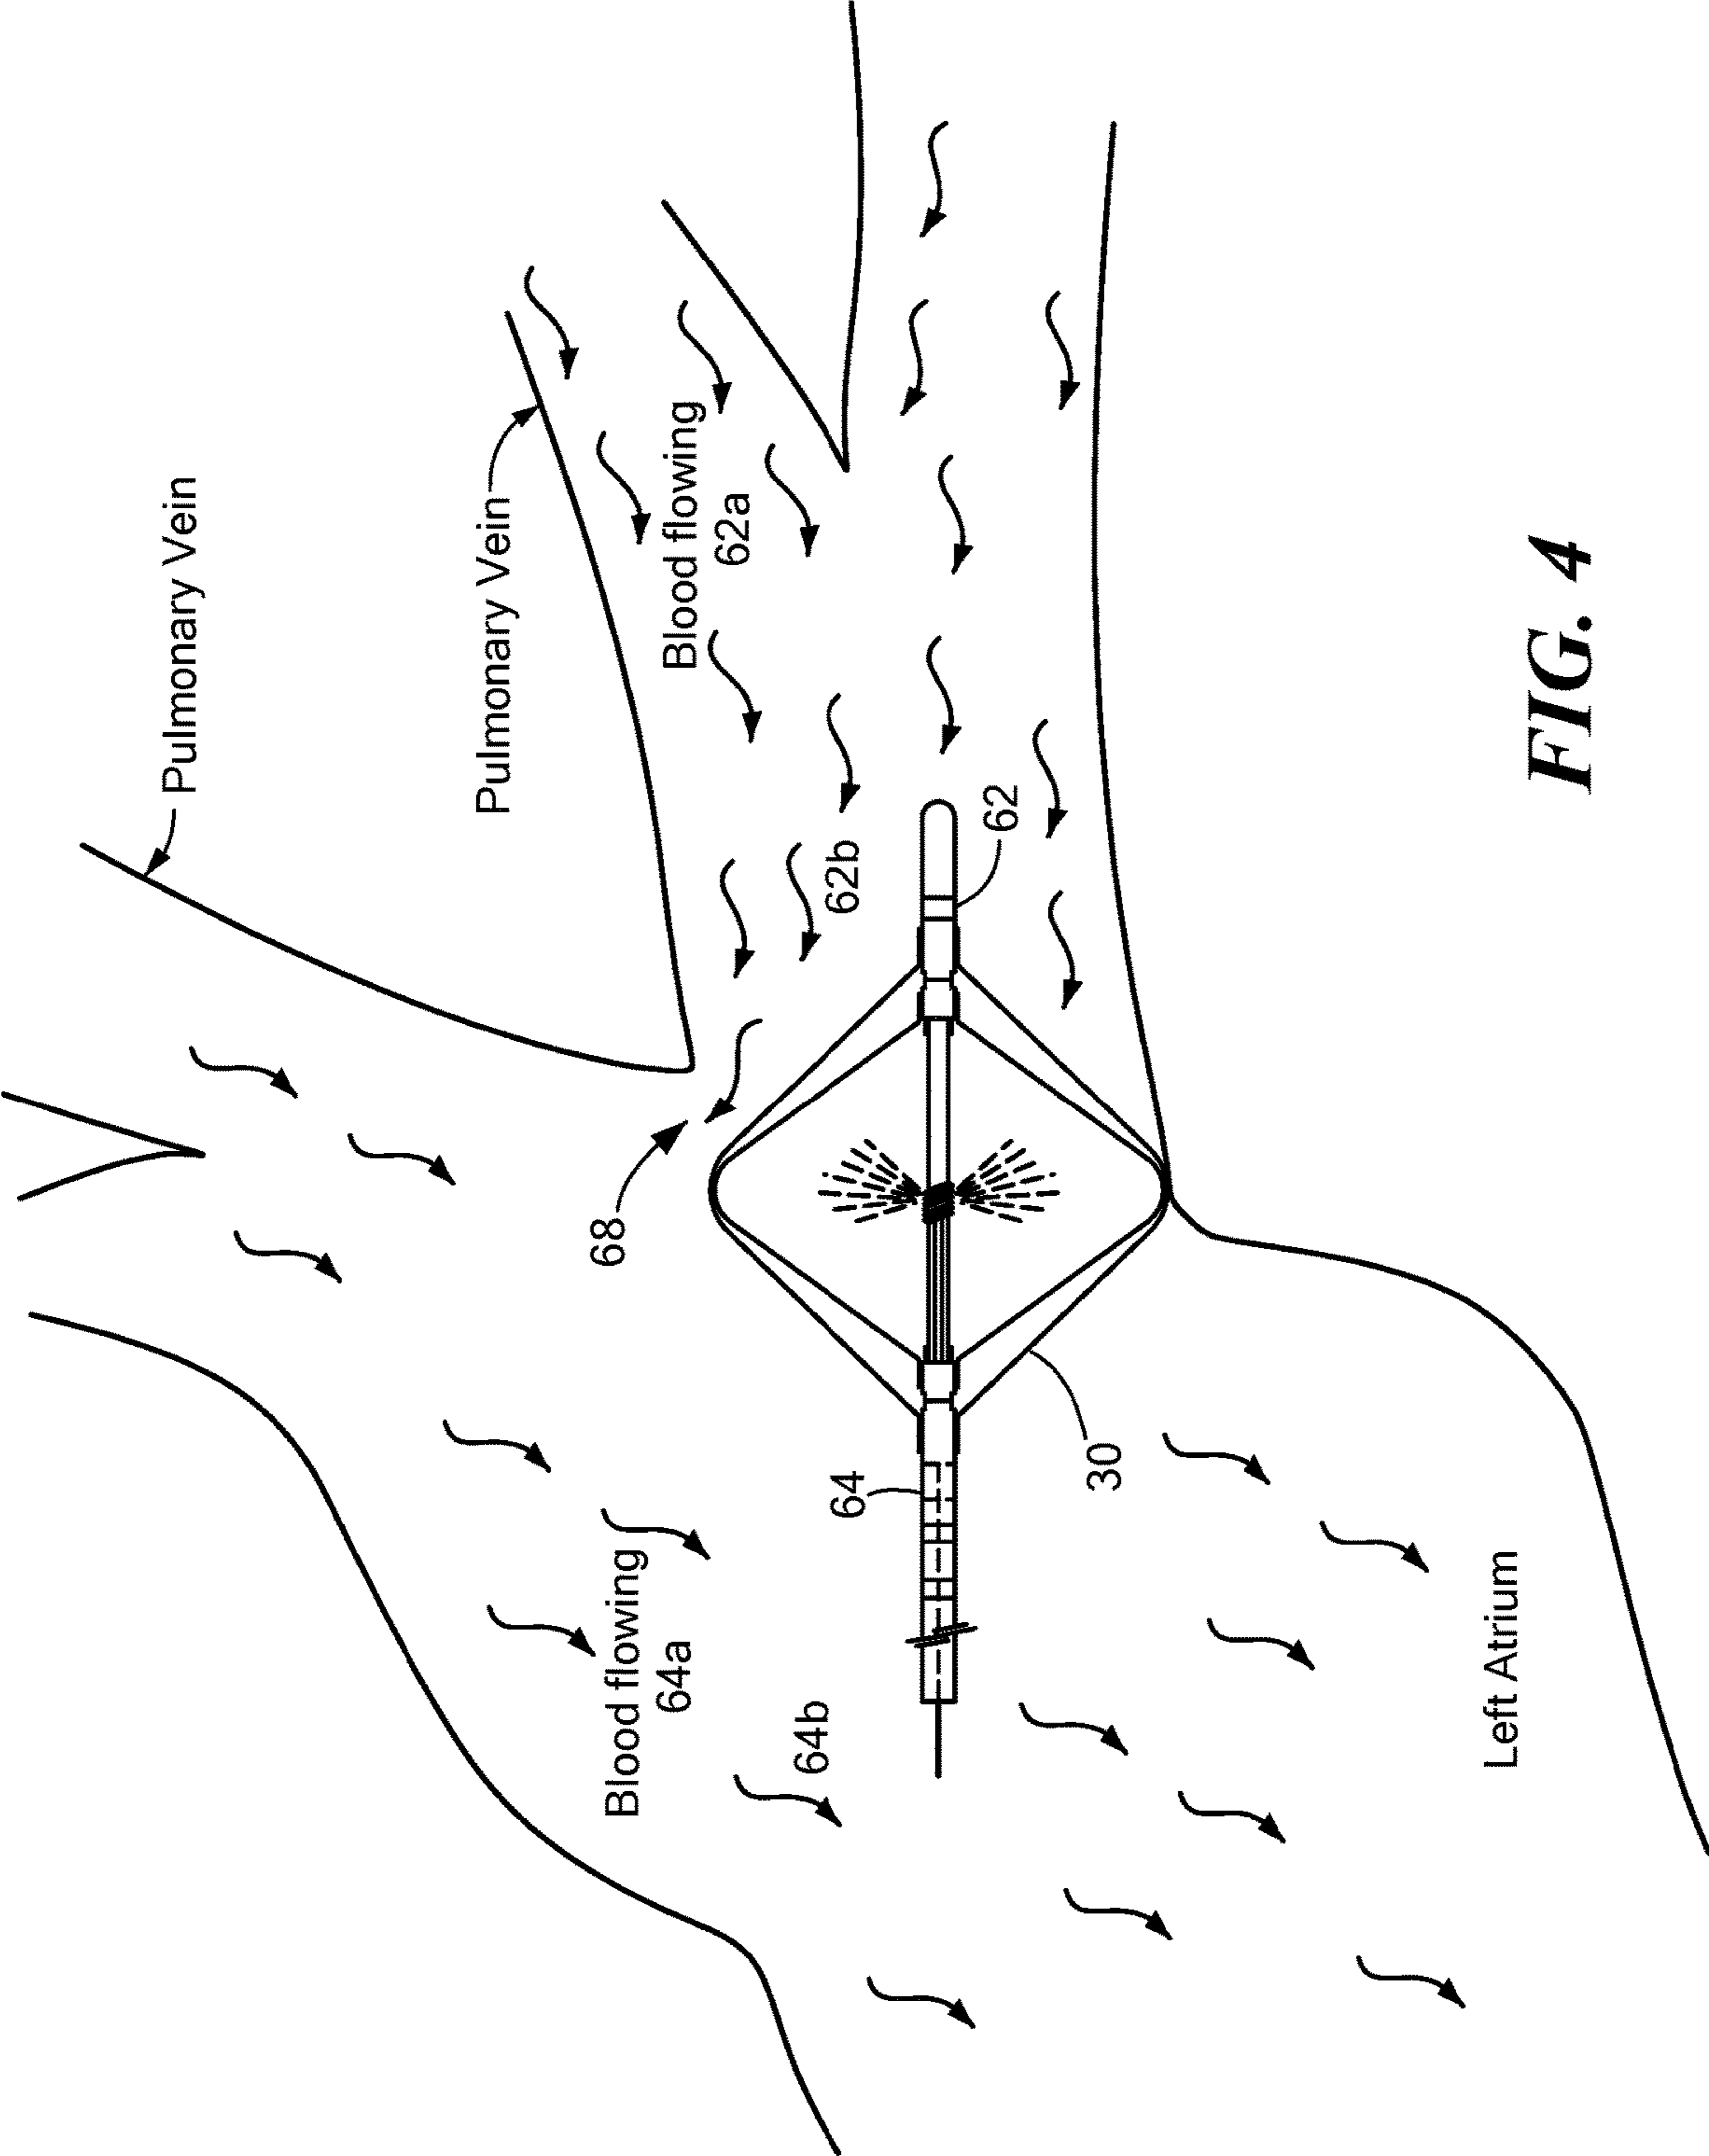 Pulmonary Vein
Pulmonary Vein
Blood flowing
62a
62b
62
68
64
30
Blood flowing
64a
64b
Left Atrium
FIG. 4